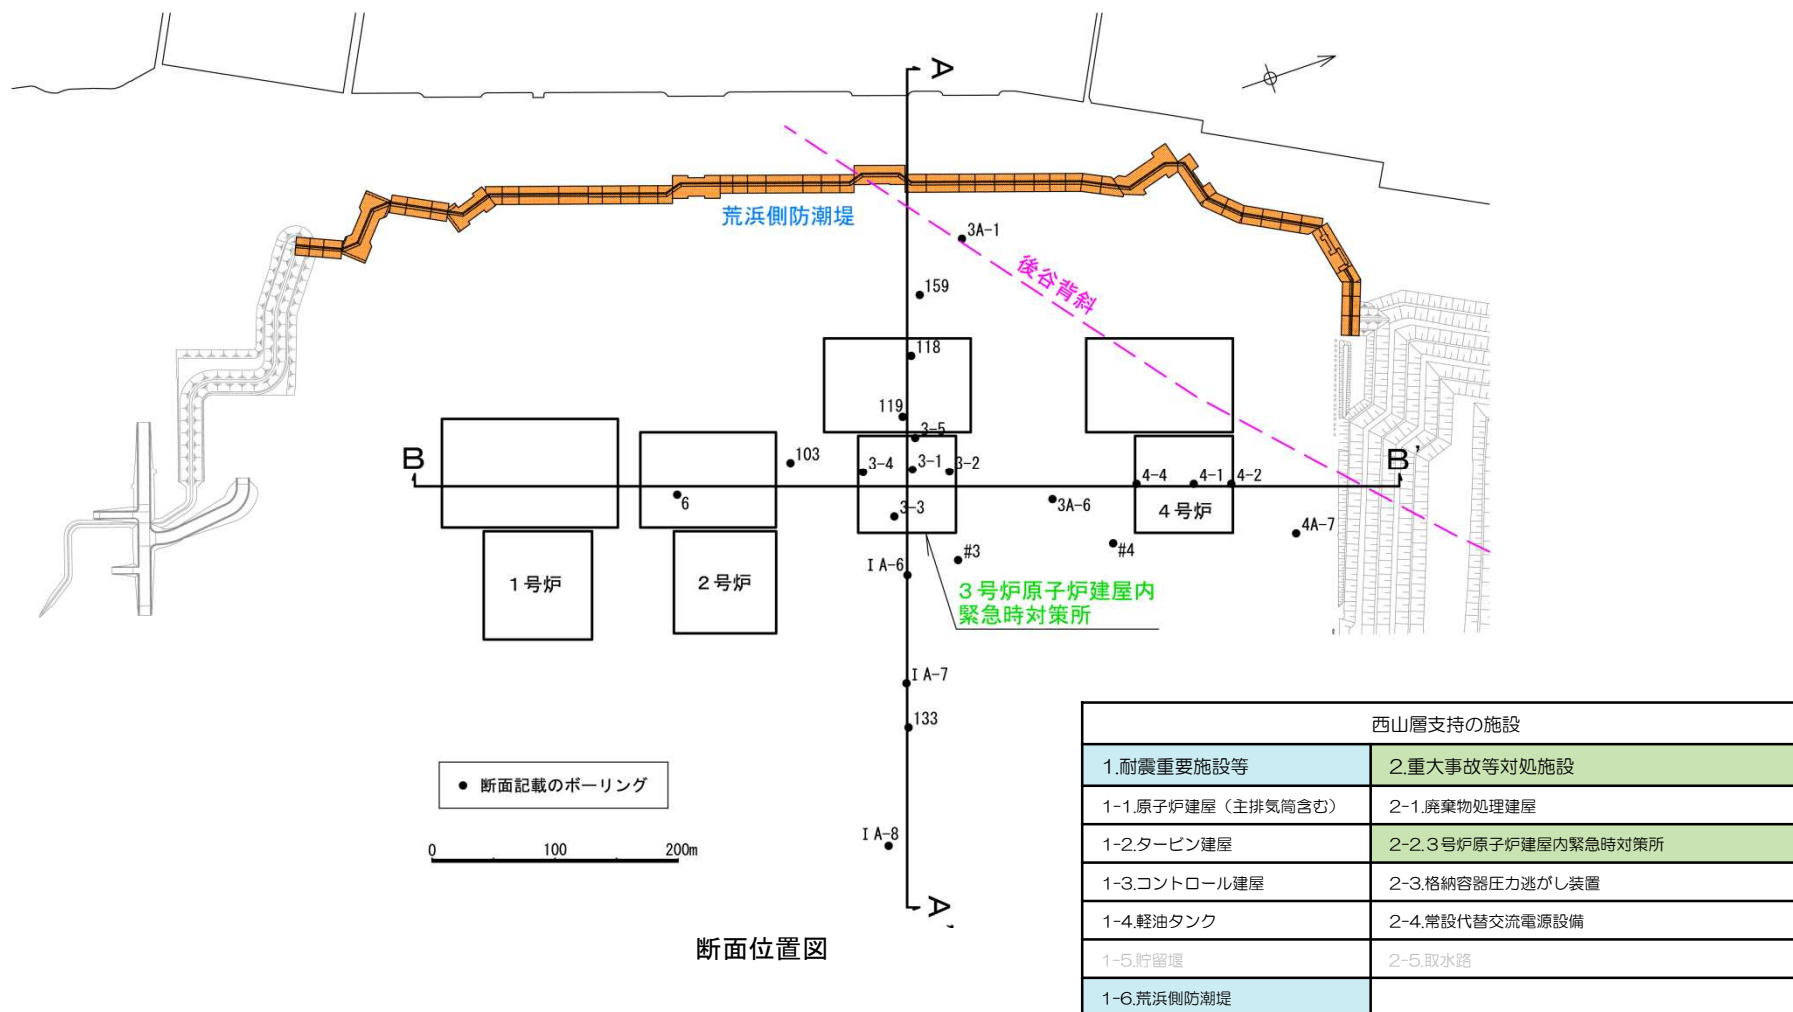 A
荒浜側防潮堤
3A-1
後谷背斜
159
118
119
3-5
B
103
3-4
3-1
3-2
4-4
4-1
4-2
B'
6
3-3
3A-6
4号炉
4A-7
#3
#4
1号炉
2号炉
IA-6
3号炉原子炉建屋内
緊急時対策所
IA-7
133
● 断面記載のボーリング
IA-8
0 100 200m
A'
断面位置図
西山層支持の施設
1.耐震重要施設等 2.重大事故等対処施設
1-1.原子炉建屋（主排気筒含む） 2-1.廃棄物処理建屋
1-2.タービン建屋 2-2.3号炉原子炉建屋内緊急時対策所
1-3.コントロール建屋 2-3.格納容器圧力逃がし装置
1-4.軽油タンク 2-4.常設代替交流電源設備
1-5.貯留堰 2-5.取水路
1-6.荒浜側防潮堤